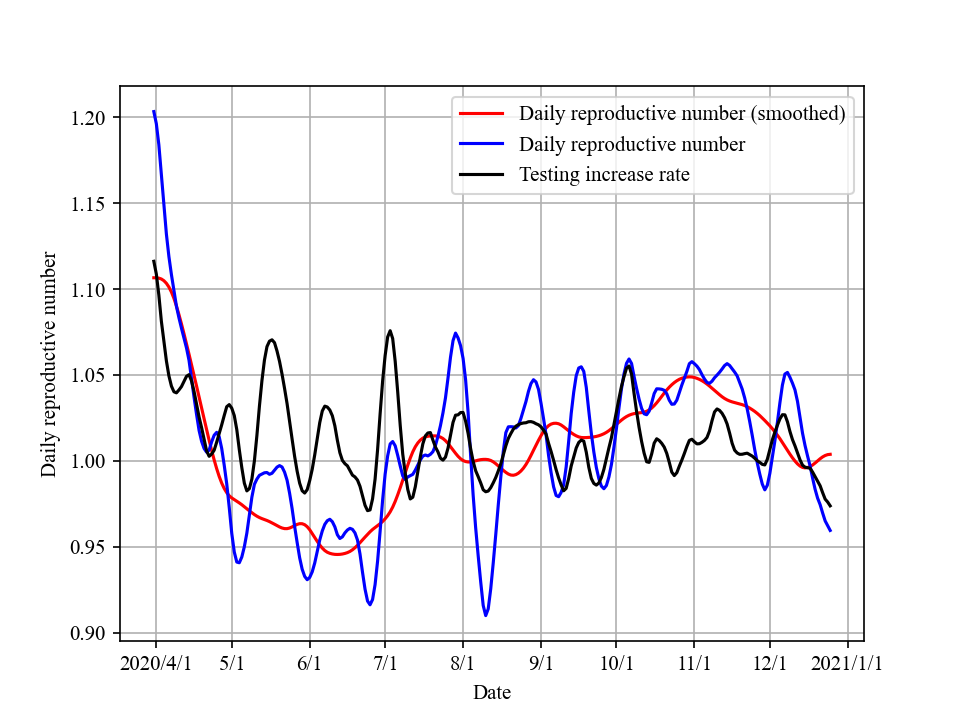 Daily reproductive number (smoothed)
Daily reproductive number
Testing increase rate
Daily reproductive number
1.20
1.15
1.10
1.05
1.00
0.95
0.90
2020/4/1 5/1 6/1 7/1 8/1 9/1 10/1 11/1 12/1 2021/1/1
Date